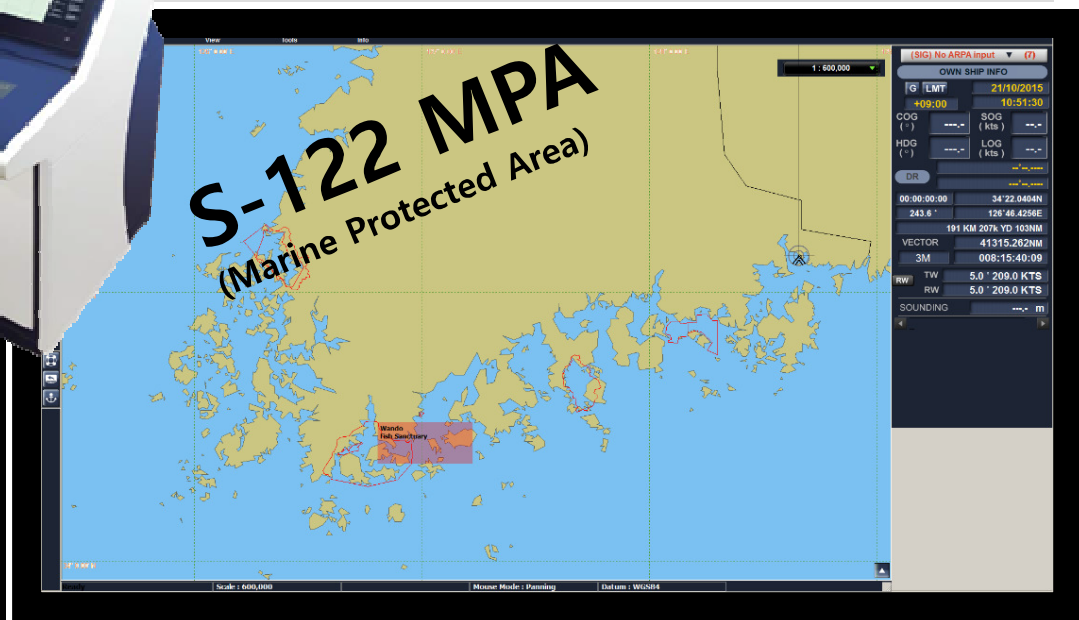 View Tools Info
S-122 MPA
(Marine Protected Area)
1 : 600,000
Wando
Fish Sanctuary
(SIG) No ARPA input (7)
OWN SHIP INFO
G LMT 21/10/2015
+09:00 10:51:30
COG (°) ---.- SOG (kts) --.-
HDG (°) ---.- LOG (kts) --.-
DR --'--.----
---'--.----
00:00:00:00 34°22.0404N
243.6 ° 126°46.4256E
191 KM 207k YD 103NM
VECTOR 41315.262NM
3M 008:15:40:09
RW TW 5.0 ° 209.0 KTS
RW 5.0 ° 209.0 KTS
SOUNDING ---.- m
Scale : 600,000 Mouse Mode : Panning Datum : WGS84